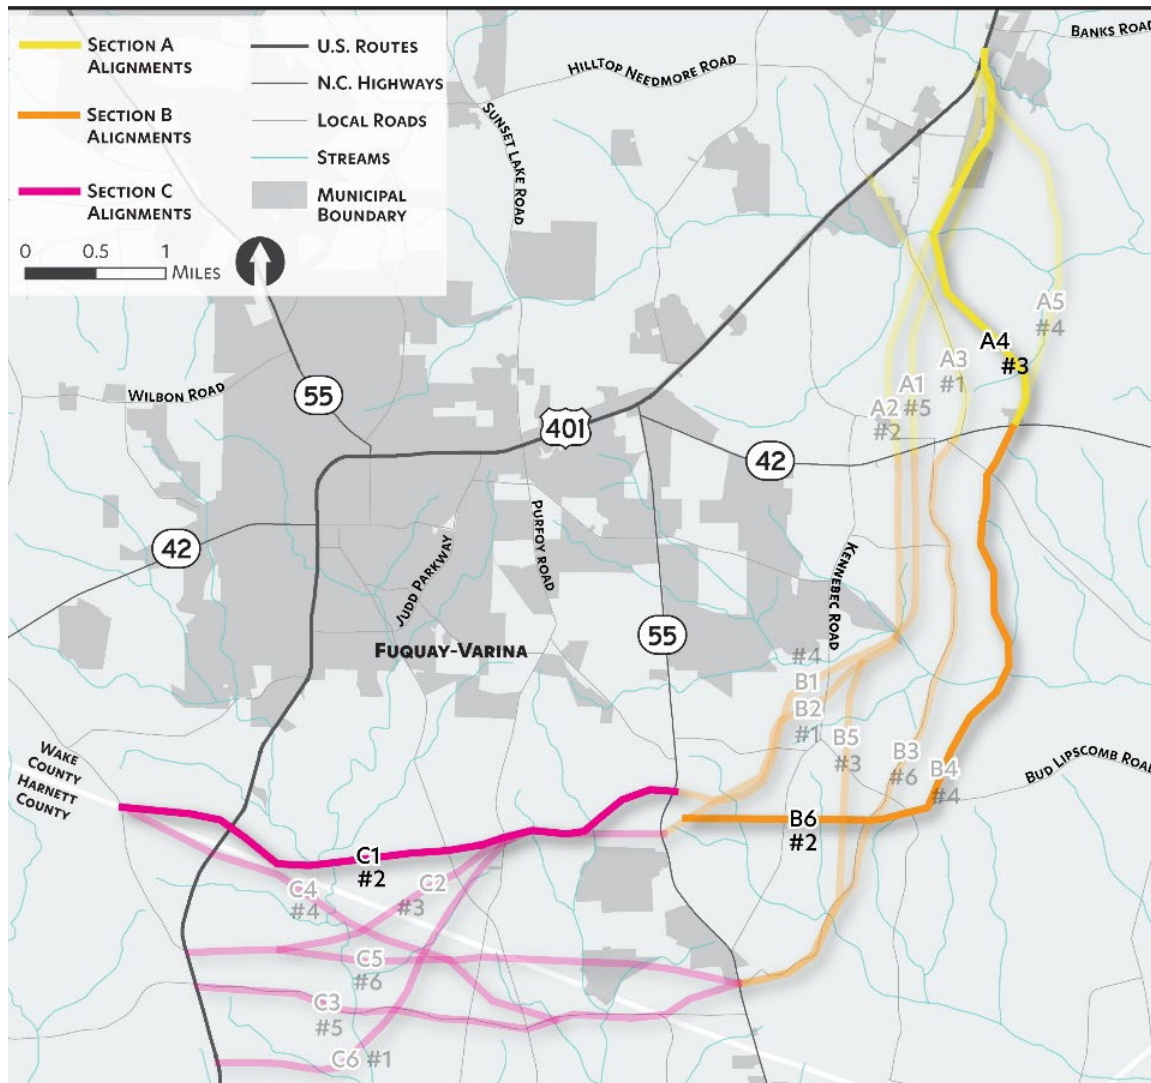 Section A
Alignments
Section B
Alignments
Section C
Alignments
0 0.5 1
Miles
U.S. Routes
N.C. Highways
Local Roads
Streams
Municipal
Boundary
Banks Road
Hilltop Needmore Road
Sunset Lake Road
Wilbon Road
55
401
42
42
A5
#4
A4
#3
A3
#1
A1
#5
A2
#2
Judd Parkway
Purfoy Road
Kennebec Road
55
Fuquay-Varina
#4
B1
B2
#1
B5
#3
B3
#6
B4
#4
Bud Lipscomb Road
Wake
County
Harnett
County
B6
#2
C1
#2
C4
#4
C2
#3
C5
#6
C3
#5
C6 #1